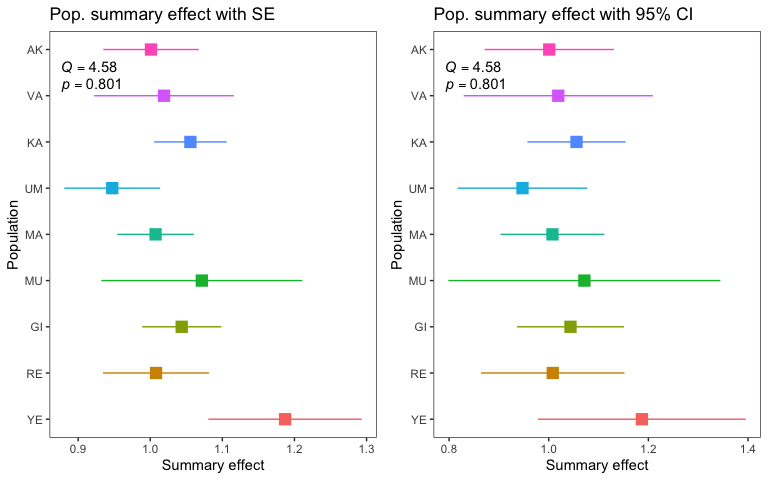 Pop. summary effect with SE
Q = 4.58
p = 0.801
Population
AK
VA
KA
UM
MA
MU
GI
RE
YE
0.9
1.0
1.1
1.2
1.3
Summary effect
Pop. summary effect with 95% CI
Q = 4.58
p = 0.801
Population
AK
VA
KA
UM
MA
MU
GI
RE
YE
0.8
1.0
1.2
1.4
Summary effect